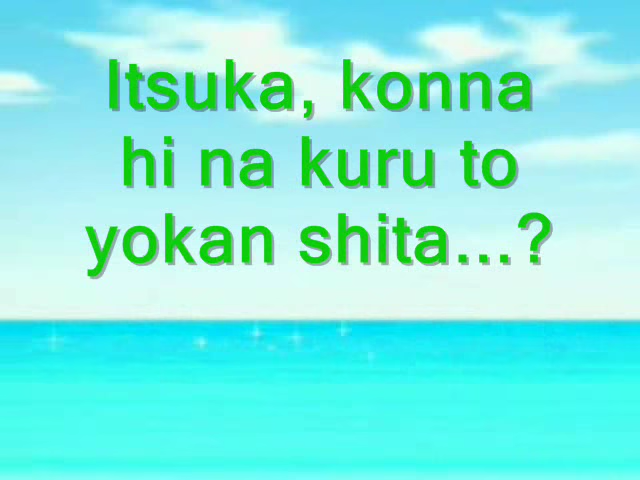 Itsuka, konna
hi na kuru to
yokan shita...?